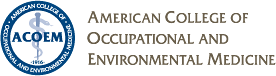 AMERICAN COLLEGE OF
OCCUPATIONAL AND ENVIRONMENTAL MEDICINE
ACOEM
1916
AMERICAN COLLEGE OF
OCCUPATIONAL AND
ENVIRONMENTAL MEDICINE